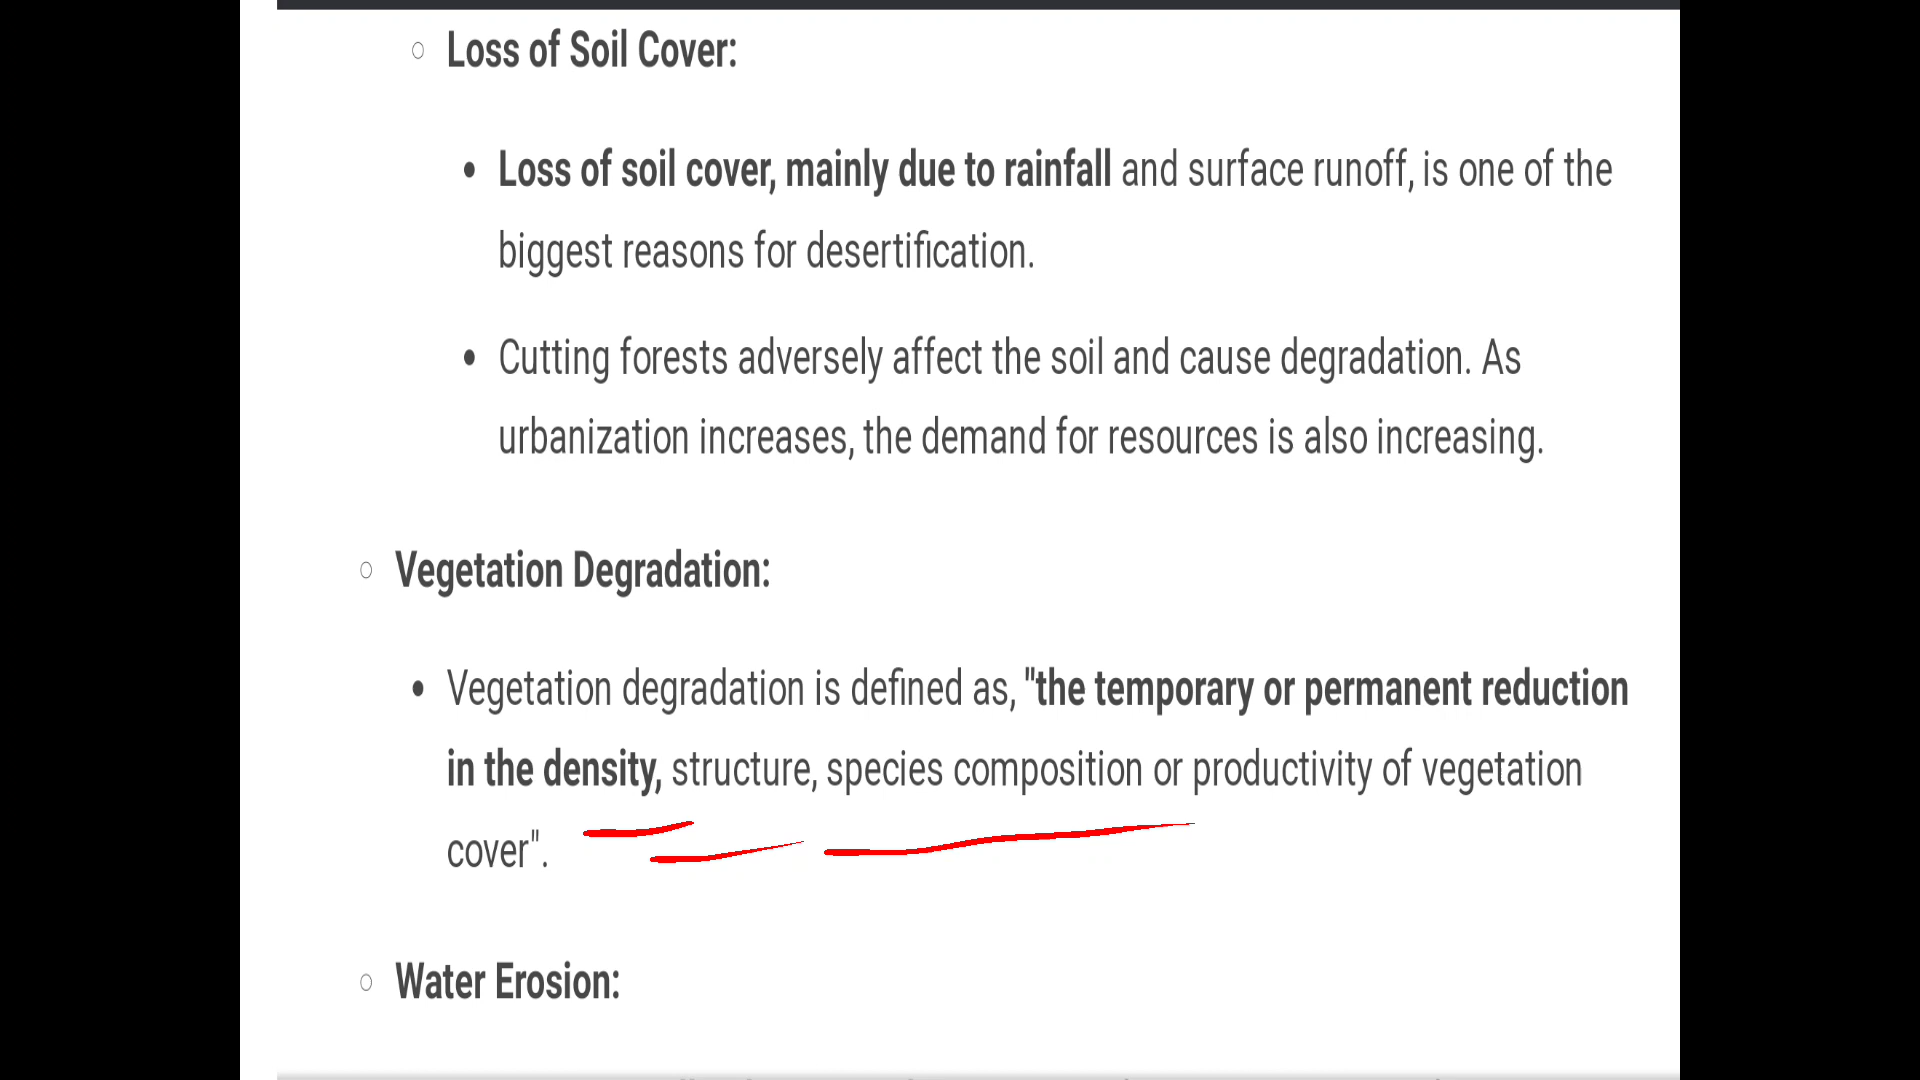 Loss of Soil Cover:
Loss of soil cover, mainly due to rainfall and surface runoff, is one of the
biggest reasons for desertification.
Cutting forests adversely affect the soil and cause degradation. As
urbanization increases, the demand for resources is also increasing.
Vegetation Degradation:
Vegetation degradation is defined as, "the temporary or permanent reduction
in the density, structure, species composition or productivity of vegetation
cover".
Water Erosion: